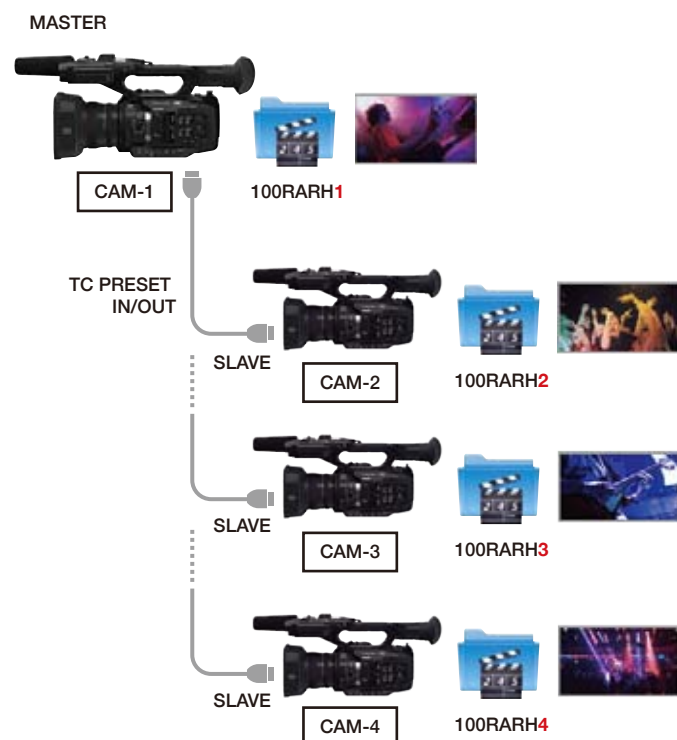 MASTER
CAM-1
100RARH1
TC PRESET
IN/OUT
SLAVE
CAM-2
100RARH2
SLAVE
CAM-3
100RARH3
SLAVE
CAM-4
100RARH4